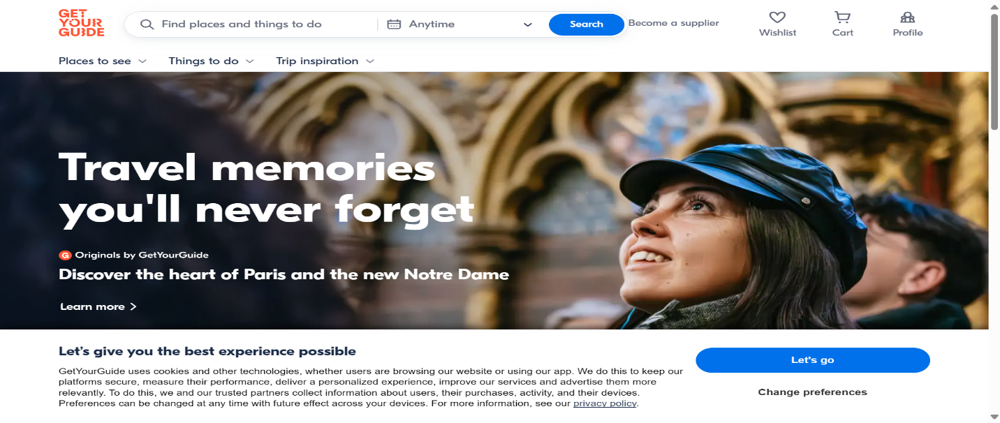 GET
YOUR
GUIDE
Find places and things to do
Anytime
Search
Become a supplier
Wishlist
Cart
Profile
Places to see
Things to do
Trip inspiration
Travel memories
you'll never forget
G Originals by GetYourGuide
Discover the heart of Paris and the new Notre Dame
Learn more
Let's give you the best experience possible
GetYourGuide uses cookies and other technologies, whether users are browsing our website or using our app. We do this to keep our
platforms secure, measure their performance, deliver a personalized experience, improve our services and advertise them more
relevantly. To do this, we and our trusted partners collect information about users, their purchases, activity, and their devices.
Preferences can be changed at any time with future effect across your devices. For more information, see our privacy policy.
Let's go
Change preferences